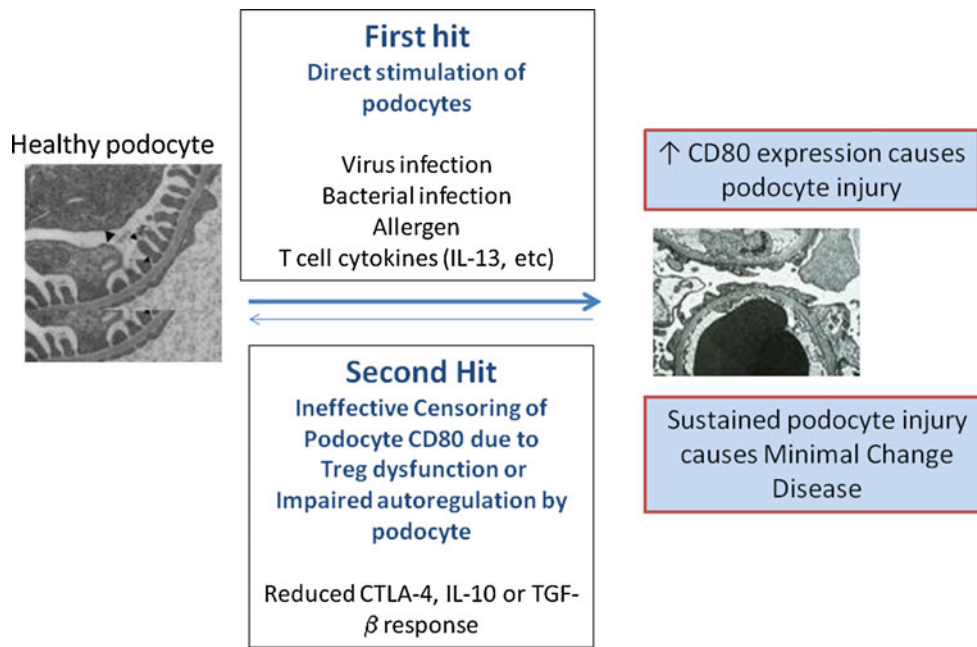 Healthy podocyte
First hit
Direct stimulation of
podocytes
Virus infection
Bacterial infection
Allergen
T cell cytokines (IL-13, etc)
Second Hit
Ineffective Censoring of
Podocyte CD80 due to
Treg dysfunction or
Impaired autoregulation by
podocyte
Reduced CTLA-4, IL-10 or TGF-
β response
↑ CD80 expression causes
podocyte injury
Sustained podocyte injury
causes Minimal Change
Disease